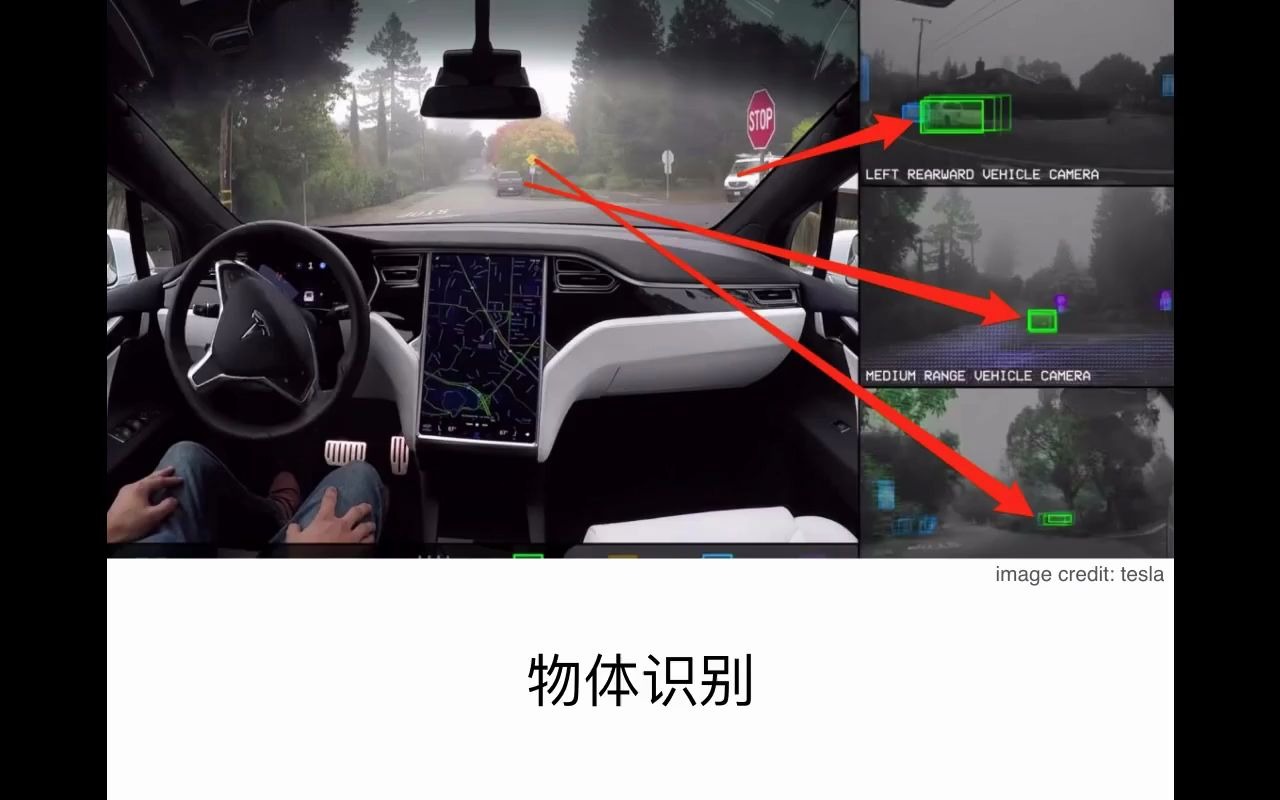 STOP
LEFT REARWARD VEHICLE CAMERA
MEDIUM RANGE VEHICLE CAMERA
image credit: tesla
物体识别